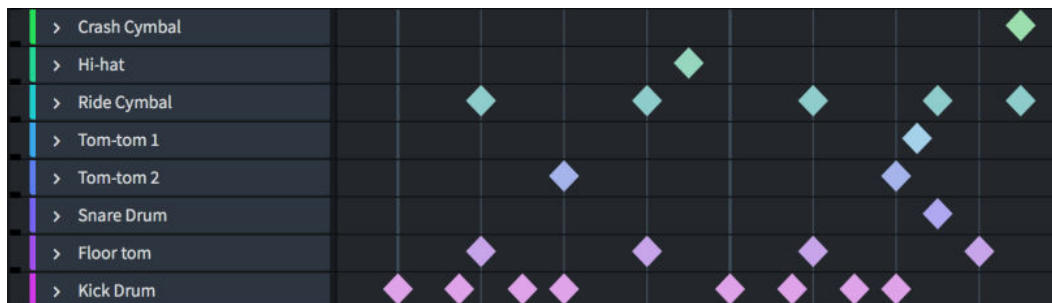 Crash Cymbal
Hi-hat
Ride Cymbal
Tom-tom 1
Tom-tom 2
Snare Drum
Floor tom
Kick Drum